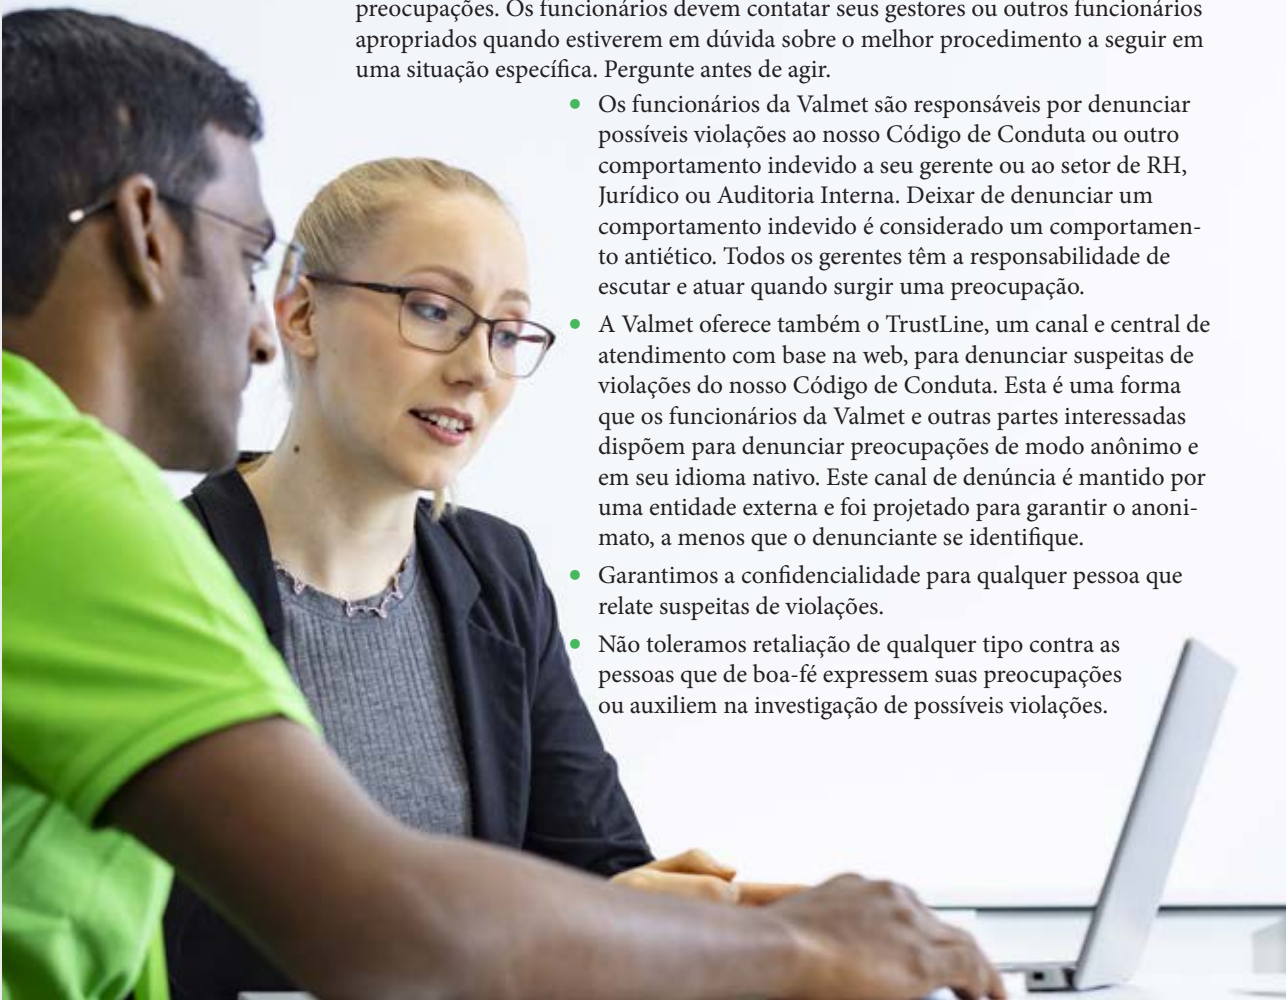 preocupações. Os funcionários devem contatar seus gestores ou outros funcionários
apropriados quando estiverem em dúvida sobre o melhor procedimento a seguir em
uma situação específica. Pergunte antes de agir.
• Os funcionários da Valmet são responsáveis por denunciar
possíveis violações ao nosso Código de Conduta ou outro
comportamento indevido a seu gerente ou ao setor de RH,
Jurídico ou Auditoria Interna. Deixar de denunciar um
comportamento indevido é considerado um comportamen-
to antiético. Todos os gerentes têm a responsabilidade de
escutar e atuar quando surgir uma preocupação.
• A Valmet oferece também o TrustLine, um canal e central de
atendimento com base na web, para denunciar suspeitas de
violações do nosso Código de Conduta. Esta é uma forma
que os funcionários da Valmet e outras partes interessadas
dispõem para denunciar preocupações de modo anônimo e
em seu idioma nativo. Este canal de denúncia é mantido por
uma entidade externa e foi projetado para garantir o anoni-
mato, a menos que o denunciante se identifique.
• Garantimos a confidencialidade para qualquer pessoa que
relate suspeitas de violações.
• Não toleramos retaliação de qualquer tipo contra as
pessoas que de boa-fé expressem suas preocupações
ou auxiliem na investigação de possíveis violações.